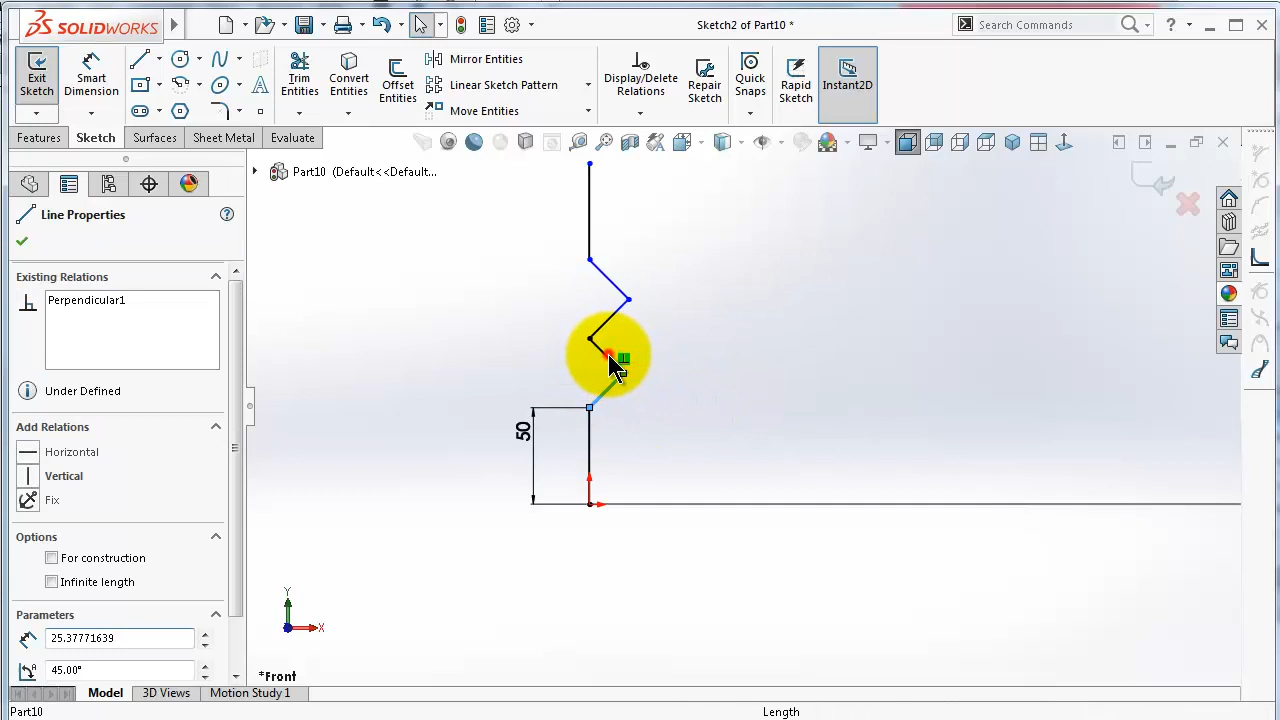 SOLIDWORKS
Sketch2 of Part10 *
Search Commands
?
Exit Sketch
Smart Dimension
Trim Entities
Convert Entities
Offset Entities
Mirror Entities
Linear Sketch Pattern
Move Entities
Display/Delete Relations
Repair Sketch
Quick Snaps
Rapid Sketch
Instant2D
Features
Sketch
Surfaces
Sheet Metal
Evaluate
Part10 (Default<<Default...
Line Properties
?
Existing Relations
Perpendicular1
Under Defined
Add Relations
Horizontal
Vertical
Fix
Options
For construction
Infinite length
Parameters
25.37771639
45.00°
50
Y
X
*Front
Model
3D Views
Motion Study 1
Part10
Length